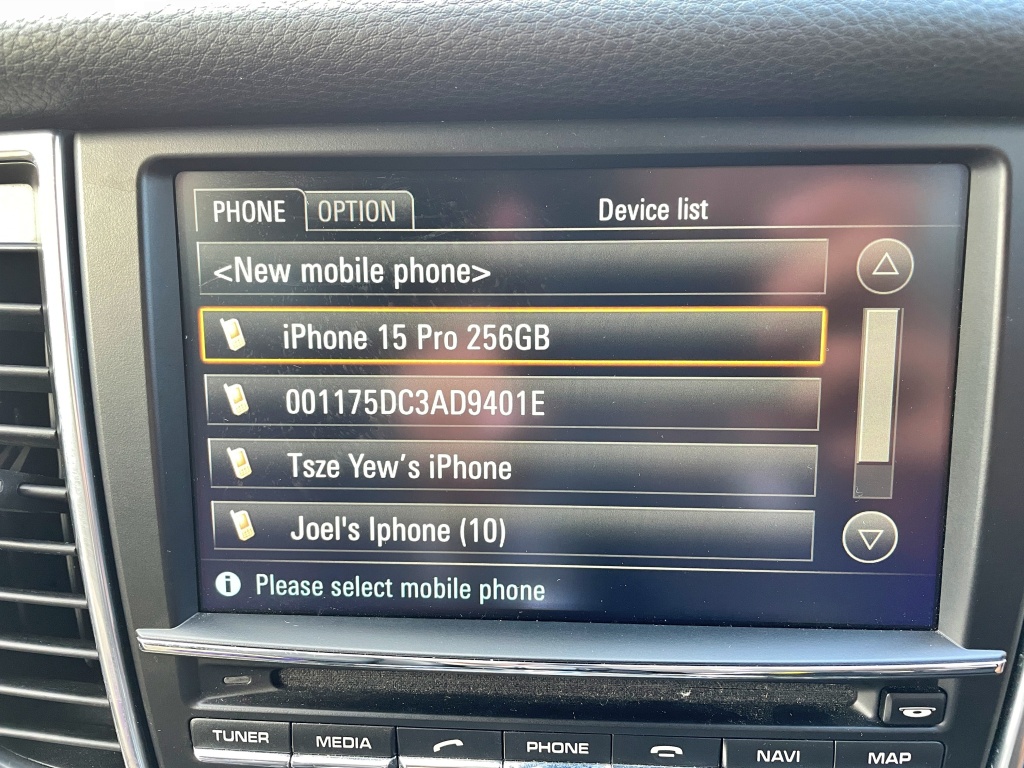 PHONE OPTION Device list
<New mobile phone>
iPhone 15 Pro 256GB
001175DC3AD9401E
Tsze Yew's iPhone
Joel's Iphone (10)
i Please select mobile phone
TUNER MEDIA PHONE NAVI MAP